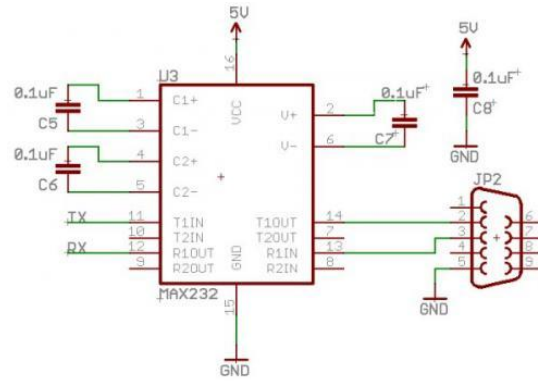 5V
5V
U3
16
0.1uF
1
C1+
VCC
V+
2
0.1uF+
0.1uF+
C5
3
C1-
V-
6
C7
C8
0.1uF
4
C2+
GND
C6
5
C2-
JP2
TX
11
T1IN
T1OUT
14
1
2
6
10
T2IN
T2OUT
7
3
7
RX
12
R1OUT
R1IN
13
4
8
9
R2OUT
GND
R2IN
8
5
9
MAX232
15
GND
GND